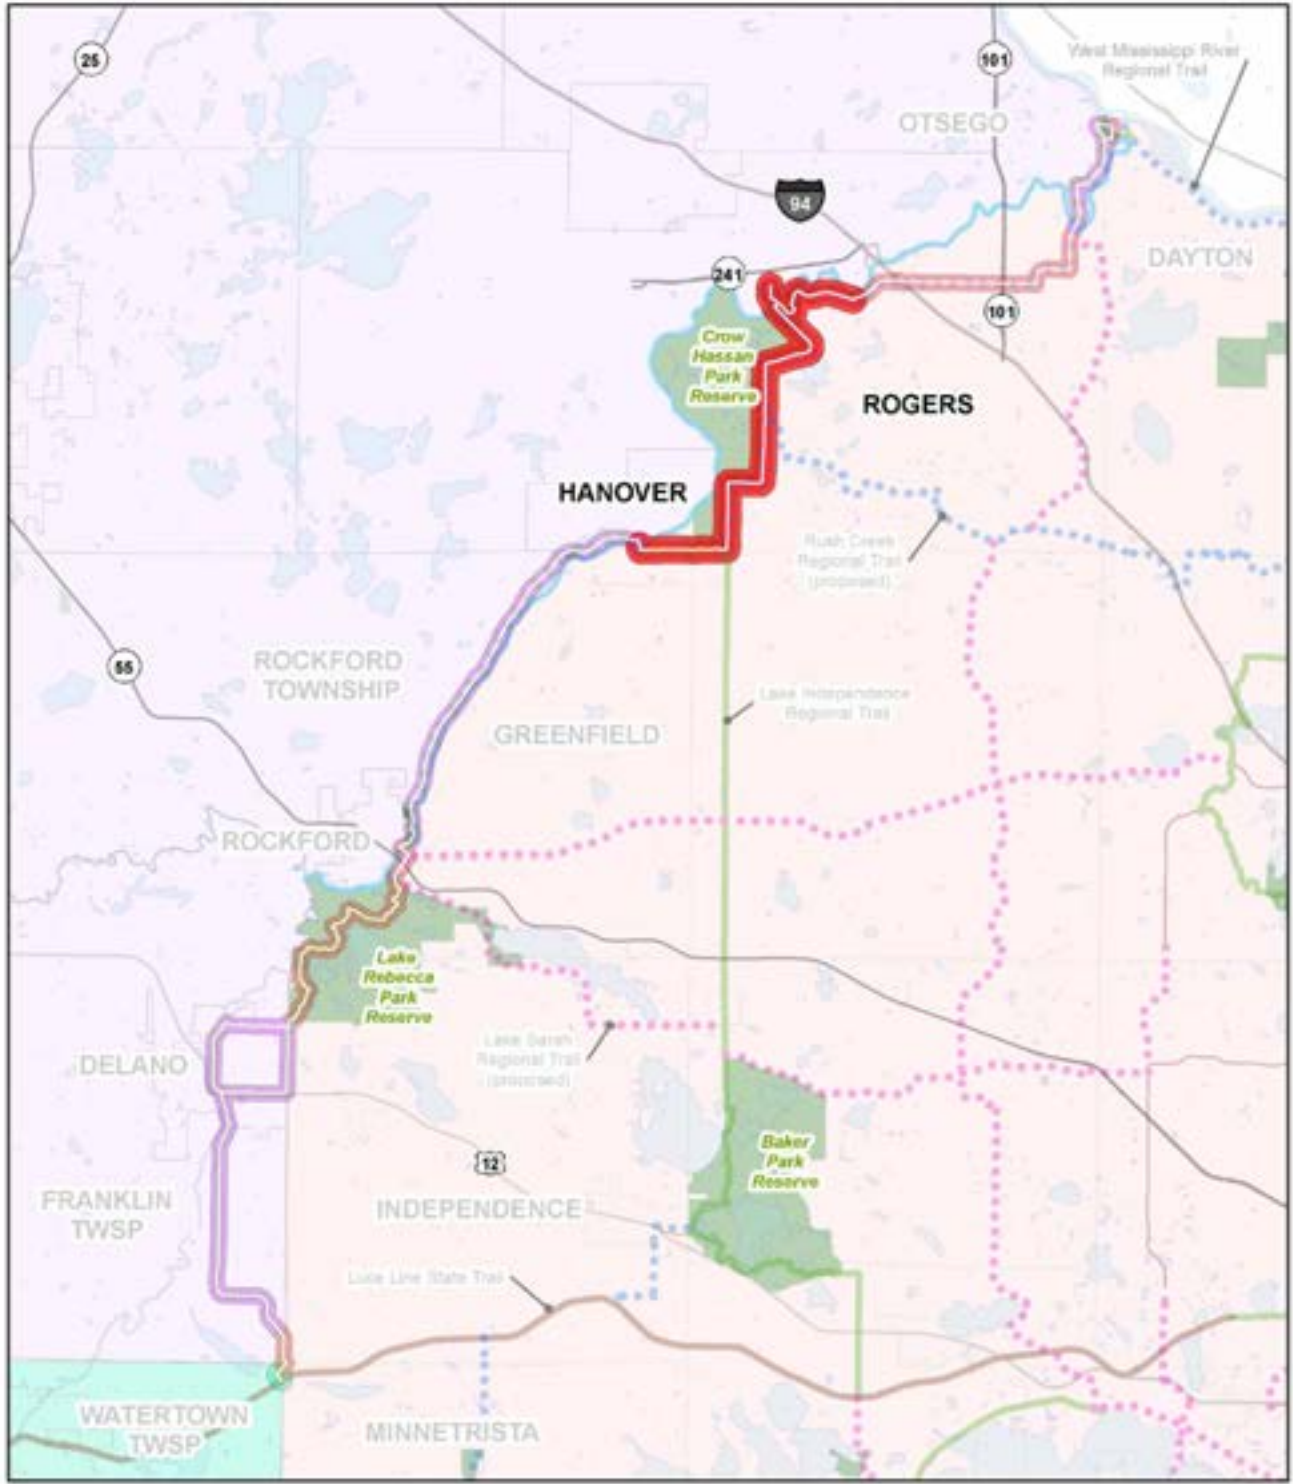 25
101
West Mississippi River
Regional Trail
OTSEGO
94
DAYTON
241
101
Crow
Hassan
Park
Reserve
ROGERS
HANOVER
Rush Creek
Regional Trail
(proposed)
55
ROCKFORD
TOWNSHIP
Lake Independence
Regional Trail
GREENFIELD
ROCKFORD
Lake
Rebecca
Park
Reserve
Lake Sarah
Regional Trail
(proposed)
DELANO
Baker
Park
Reserve
12
FRANKLIN
TWSP
INDEPENDENCE
Luce Line State Trail
WATERTOWN
TWSP
MINNETRISTA